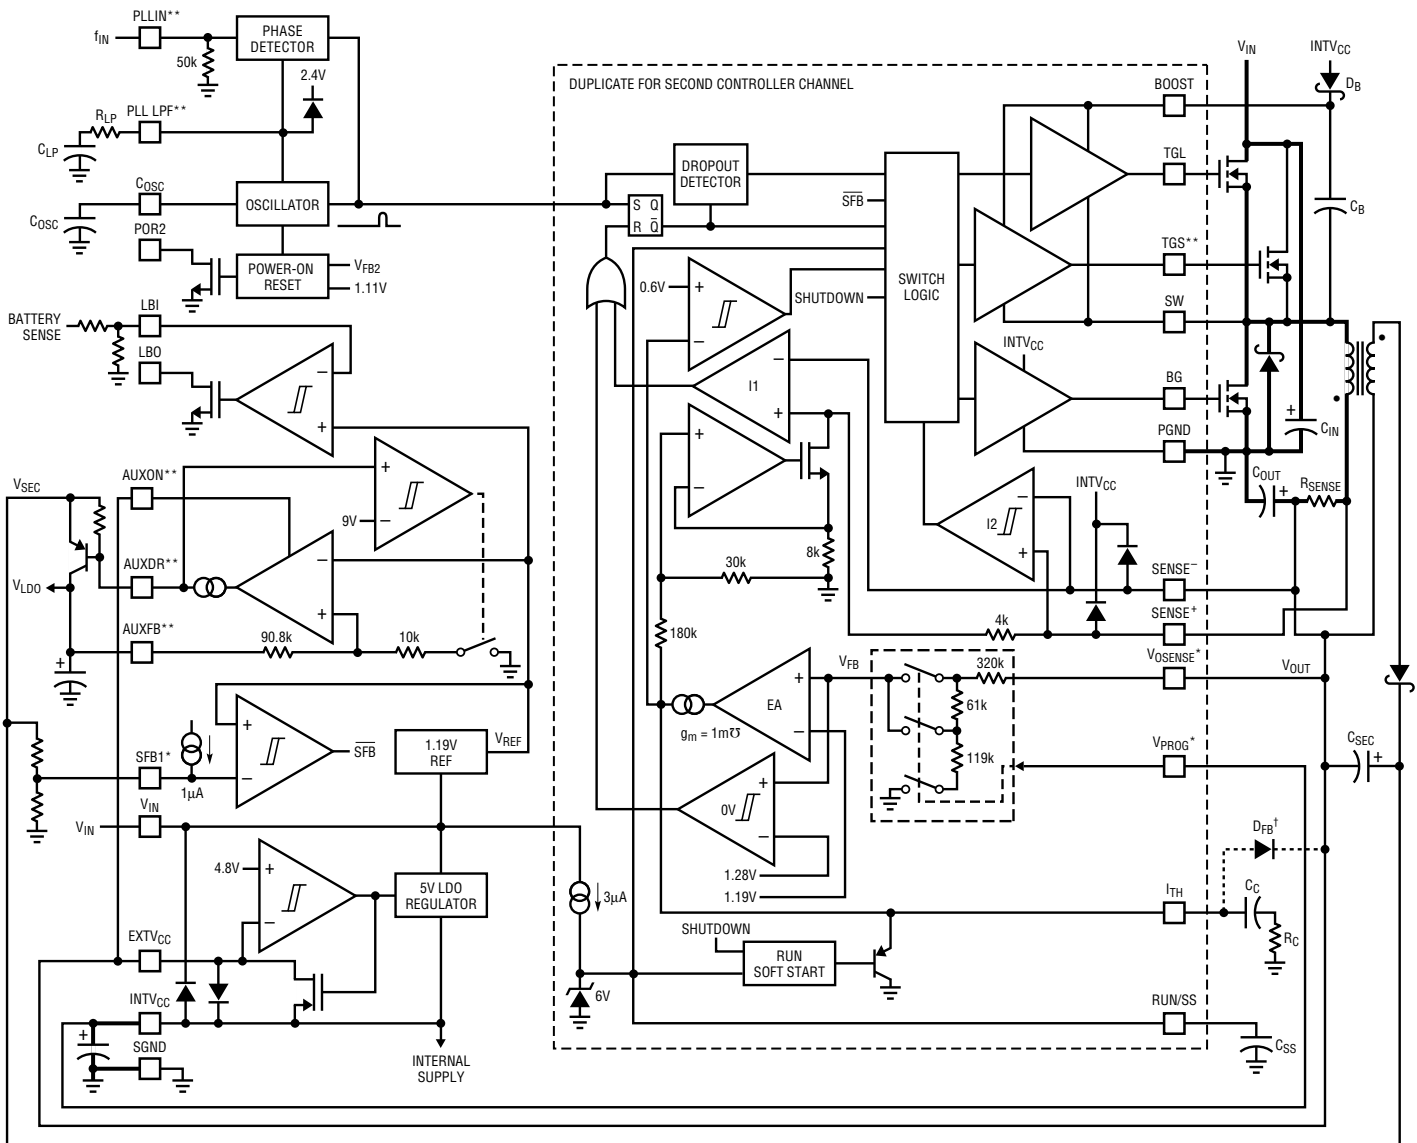 PLLIN**
fIN
50k
PHASE
DETECTOR
2.4V
RLP
PLL LPF**
CLP
COSC
COSC
OSCILLATOR
POR2
POWER-ON
RESET
VFB2
1.11V
BATTERY
SENSE
LBI
LBO
−
+
AUXON**
VSEC
+
9V
−
AUXDR**
VLDO
−
+
AUXFB**
90.8k
10k
+
+
−
SFB
SFB1*
1µA
1.19V
REF
VREF
VIN
VIN
4.8V
+
−
5V LDO
REGULATOR
EXTVCC
INTVCC
+
SGND
INTERNAL
SUPPLY
DUPLICATE FOR SECOND CONTROLLER CHANNEL
DROPOUT
DETECTOR
S Q
R Q
SFB
0.6V
+
−
SHUTDOWN
SWITCH
LOGIC
INTVCC
I1
−
+
+
−
8k
30k
180k
I2
−
+
INTVCC
4k
VFB
EA
+
−
gm = 1m℧
320k
61k
119k
0V
+
−
1.28V
1.19V
3µA
6V
SHUTDOWN
RUN
SOFT START
BOOST
TGL
TGS**
SW
BG
PGND
SENSE−
SENSE+
VOSENSE*
VPROG*
ITH
RUN/SS
VIN
INTVCC
DB
CB
+
CIN
COUT
+
RSENSE
VOUT
CSEC
+
DFB†
CC
RC
CSS